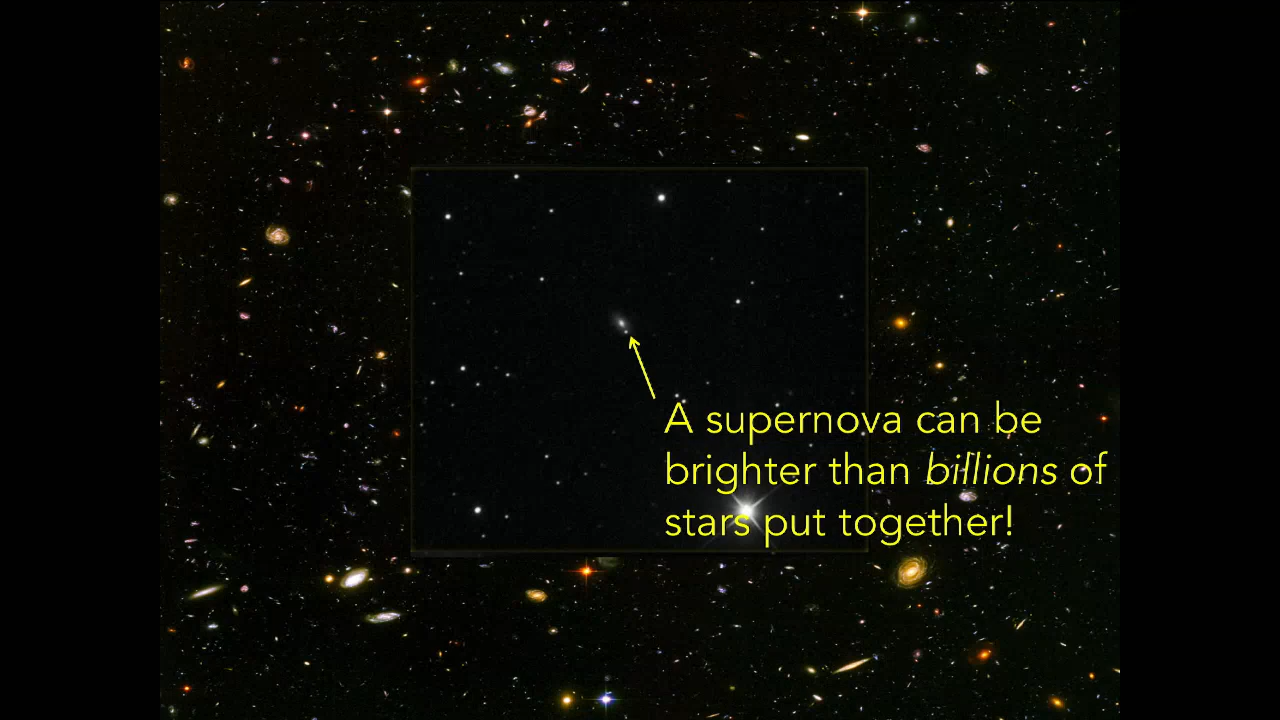 A supernova can be
brighter than billions of
stars put together!